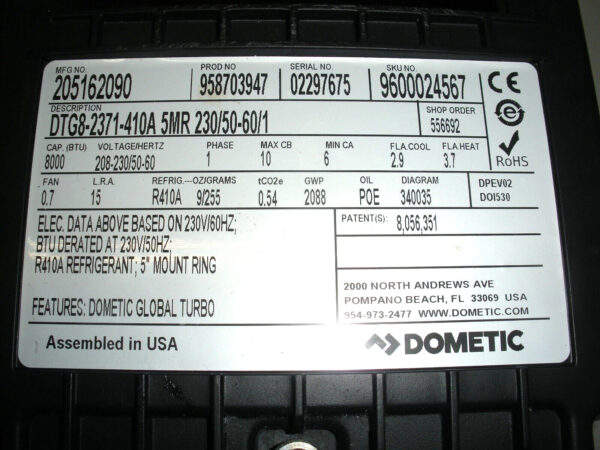 MFG NO. PROD NO SERIAL NO. SKU NO.
205162090 958703947 02297675 9600024567 CE
DESCRIPTION SHOP ORDER
DTG8-2371-410A 5MR 230/50-60/1 556692
CAP. (BTU) VOLTAGE/HERTZ PHASE MAX CB MIN CA FLA.COOL FLA.HEAT
8000 208-230/50-60 1 10 6 2.9 3.7 RoHS
FAN L.R.A. REFRIG.---OZ/GRAMS tCO2e GWP OIL DIAGRAM DPEV02
0.7 15 R410A 9/255 0.54 2088 POE 340035 DOI530
ELEC. DATA ABOVE BASED ON 230V/60HZ;
BTU DERATED AT 230V/50HZ;
R410A REFRIGERANT; 5" MOUNT RING
FEATURES: DOMETIC GLOBAL TURBO
PATENT(S): 8,056,351
2000 NORTH ANDREWS AVE
POMPANO BEACH, FL 33069 USA
954-973-2477 WWW.DOMETIC.COM
Assembled in USA
DOMETIC